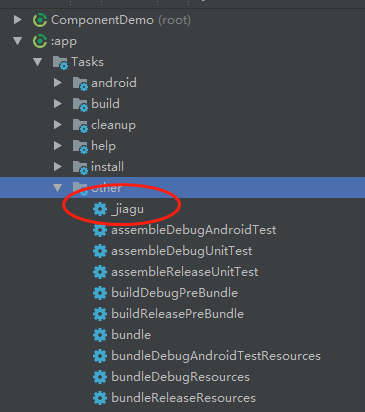 ComponentDemo (root)
:app
Tasks
android
build
cleanup
help
install
other
_jiagu
assembleDebugAndroidTest
assembleDebugUnitTest
assembleReleaseUnitTest
buildDebugPreBundle
buildReleasePreBundle
bundle
bundleDebugAndroidTestResources
bundleDebugResources
bundleReleaseResources